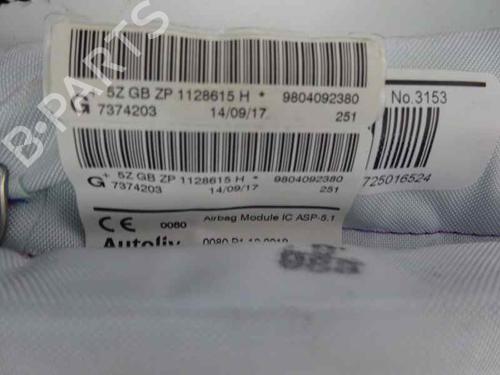 B-PARTS
5Z GB ZP 1128615 H * 9804092380
G 7374203 14/09/17 251
G+ 5Z GB ZP 1128615 H * 9804092380
7374203 14/09/17 251
CE 0080 Airbag Module IC ASP-5.1
Autoliv 0080
No.3153
725016524